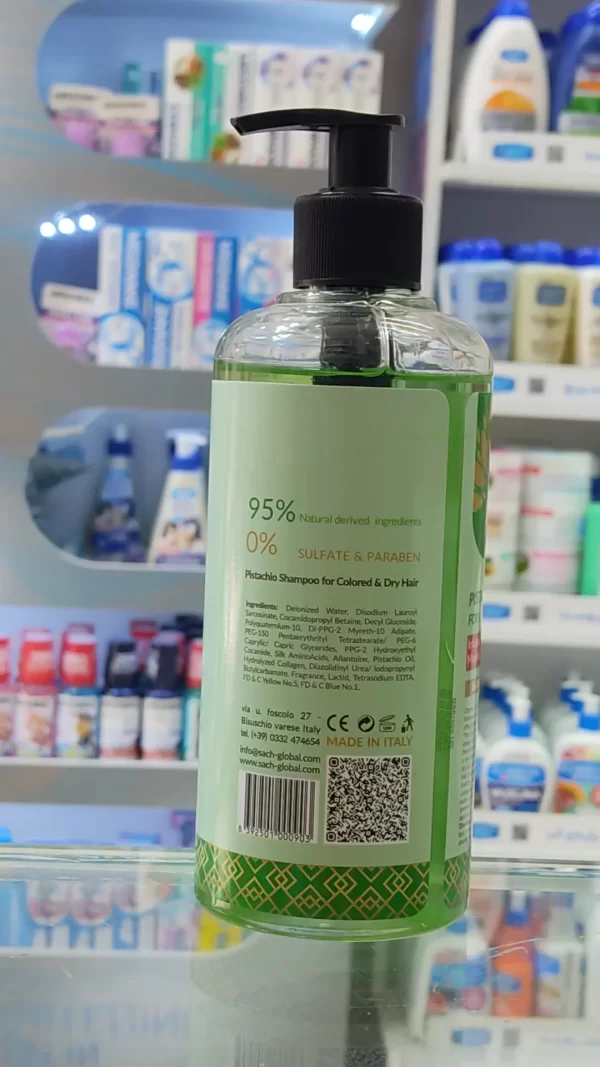 95% Natural derived ingredients
0% SULFATE & PARABEN
Pistachio Shampoo for Colored & Dry Hair
Ingredients: Deionized Water, Disodium Lauroyl
Sarcosinate, Cocamidopropyl Betaine, Decyl Glucoside,
Polyquaternium-10, Di-PPG-2 Myreth-10 Adipate,
PEG-150 Pentaerythrityl Tetrastearate/ PEG-6
Caprylic/ Capric Glycerides, PPG-2 Hydroxyethyl
Cocamide, Silk AminoAcids, Allantoine, Pistachio Oil,
Hydrolyzed Collagen, Diazolidinyl Urea/ Iodopropynyl
Butylcarbamate, Fragrance, Lactid, Tetrasodium EDTA,
FD & C Yellow No.5, FD & C Blue No.1.
via u. foscolo 27 -
Bisuschio varese Italy
tel. (+39) 0332 474654
info@sach-global.com
www.sach-global.com
CE
MADE IN ITALY
8 392501 000903